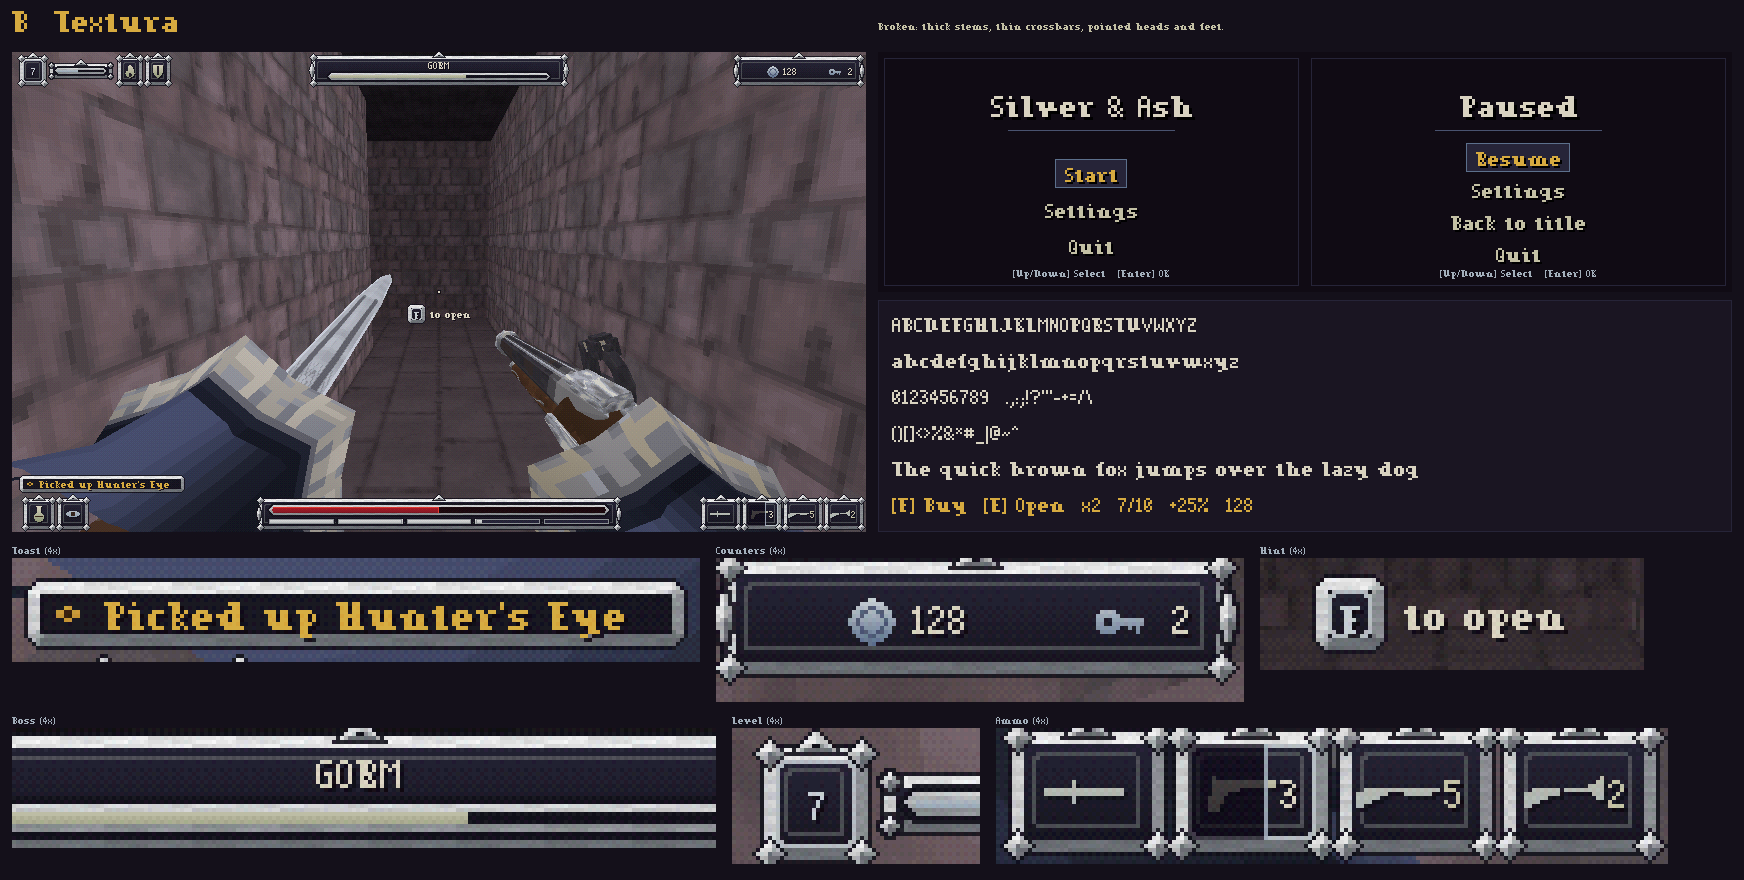 B Textura
Broken: thick stems, thin crossbars, pointed heads and feet.
7
GORM
128 2
F to open
Picked up Hunter's Eye
3 5 2
Silver & Ash
Start
Settings
Quit
[Up/Down] Select [Enter] OK
Paused
Resume
Settings
Back to title
Quit
[Up/Down] Select [Enter] OK
ABCDEFGHIJKLMNOPQRSTUVWXYZ
abcdefghijklmnopqrstuvwxyz
0123456789 .,:;!?'"-+=/\
()[]<>%&*#_|@~^
The quick brown fox jumps over the lazy dog
[F] Buy [E] Open x2 7/10 +25% 128
Toast (4x)
Picked up Hunter's Eye
Counters (4x)
128 2
Hint (4x)
F to open
Boss (4x)
GORM
Level (4x)
7
Ammo (4x)
3 5 2